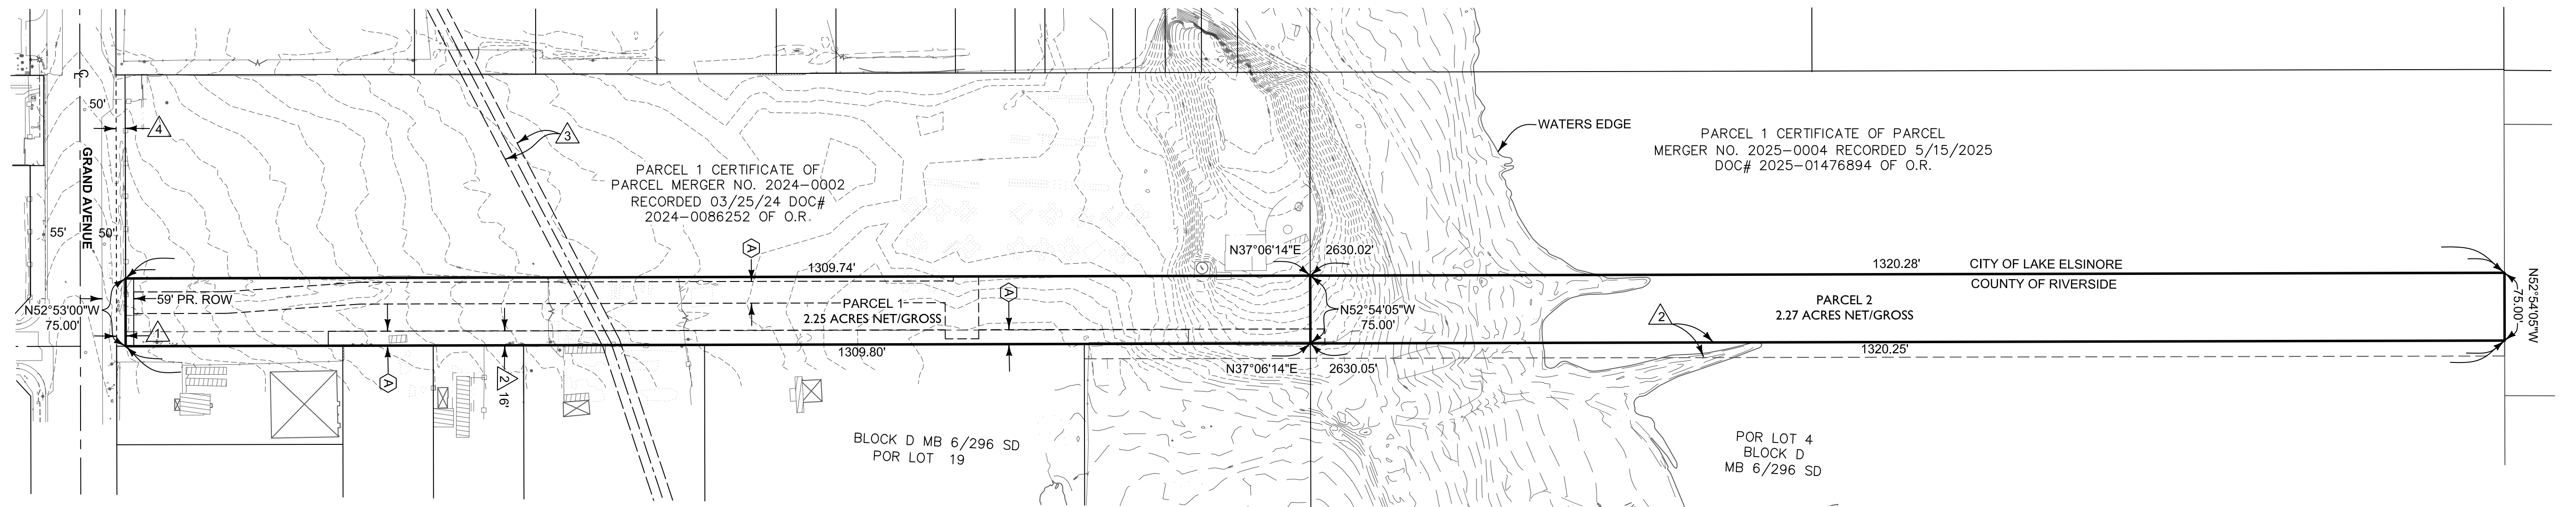 CL
50'
4
GRAND AVENUE
55'
50'
3
PARCEL 1 CERTIFICATE OF
PARCEL MERGER NO. 2024-0002
RECORDED 03/25/24 DOC#
2024-0086252 OF O.R.
WATERS EDGE
PARCEL 1 CERTIFICATE OF PARCEL
MERGER NO. 2025-0004 RECORDED 5/15/2025
DOC# 2025-01476894 OF O.R.
A
N37°06'14"E
2630.02'
1309.74'
1320.28'
CITY OF LAKE ELSINORE
COUNTY OF RIVERSIDE
59' PR. ROW
N52°53'00"W
75.00'
1
PARCEL 1
2.25 ACRES NET/GROSS
A
N52°54'05"W
75.00'
2
PARCEL 2
2.27 ACRES NET/GROSS
N52°54'05"W
75.00'
1309.80'
1320.25'
A
2
16'
N37°06'14"E
2630.05'
BLOCK D MB 6/296 SD
POR LOT 19
POR LOT 4
BLOCK D
MB 6/296 SD